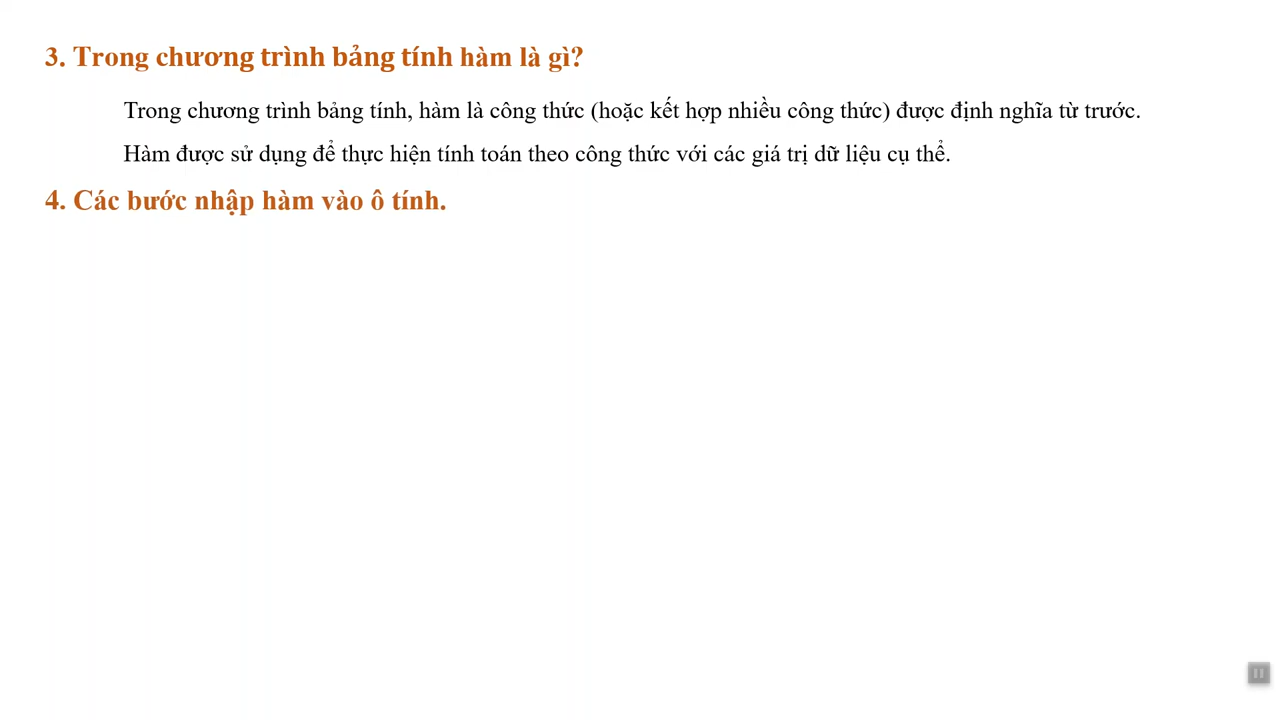 3. Trong chương trình bảng tính hàm là gì?
Trong chương trình bảng tính, hàm là công thức (hoặc kết hợp nhiều công thức) được định nghĩa từ trước.
Hàm được sử dụng để thực hiện tính toán theo công thức với các giá trị dữ liệu cụ thể.
4. Các bước nhập hàm vào ô tính.